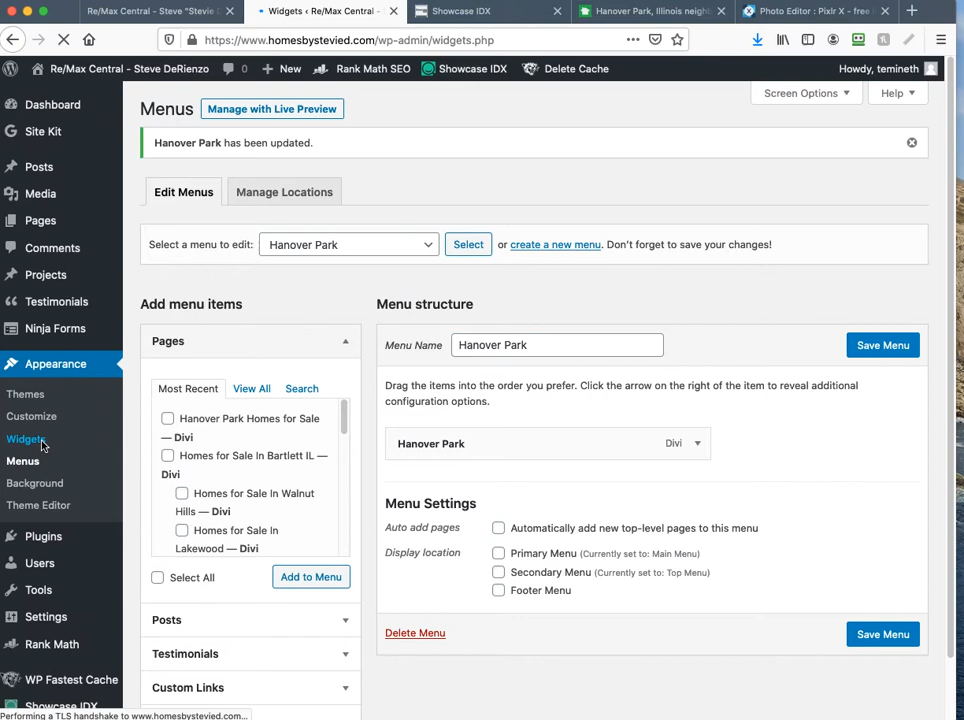 Re/Max Central - Steve "Stevie D
Widgets ‹ Re/Max Central -
Showcase IDX
Hanover Park, Illinois neight
Photo Editor : Pixlr X - free i
https://www.homesbystevied.com/wp-admin/widgets.php
Re/Max Central - Steve DeRienzo
0
New
Rank Math SEO
Showcase IDX
Delete Cache
Howdy, temineth
Dashboard
Site Kit
Posts
Media
Pages
Comments
Projects
Testimonials
Ninja Forms
Appearance
Themes
Customize
Widgets
Menus
Background
Theme Editor
Plugins
Users
Tools
Settings
Rank Math
WP Fastest Cache
Showcase IDX
Performing a TLS handshake to www.homesbystevied.com...
Screen Options
Help
Menus
Manage with Live Preview
Hanover Park has been updated.
Edit Menus
Manage Locations
Select a menu to edit:
Hanover Park
Select
or create a new menu. Don't forget to save your changes!
Add menu items
Pages
Most Recent
View All
Search
Hanover Park Homes for Sale
— Divi
Homes for Sale In Bartlett IL —
Divi
Homes for Sale In Walnut
Hills — Divi
Homes for Sale In
Lakewood — Divi
Select All
Add to Menu
Posts
Testimonials
Custom Links
Menu structure
Menu Name
Hanover Park
Save Menu
Drag the items into the order you prefer. Click the arrow on the right of the item to reveal additional
configuration options.
Hanover Park
Divi
Menu Settings
Auto add pages
Automatically add new top-level pages to this menu
Display location
Primary Menu (Currently set to: Main Menu)
Secondary Menu (Currently set to: Top Menu)
Footer Menu
Delete Menu
Save Menu